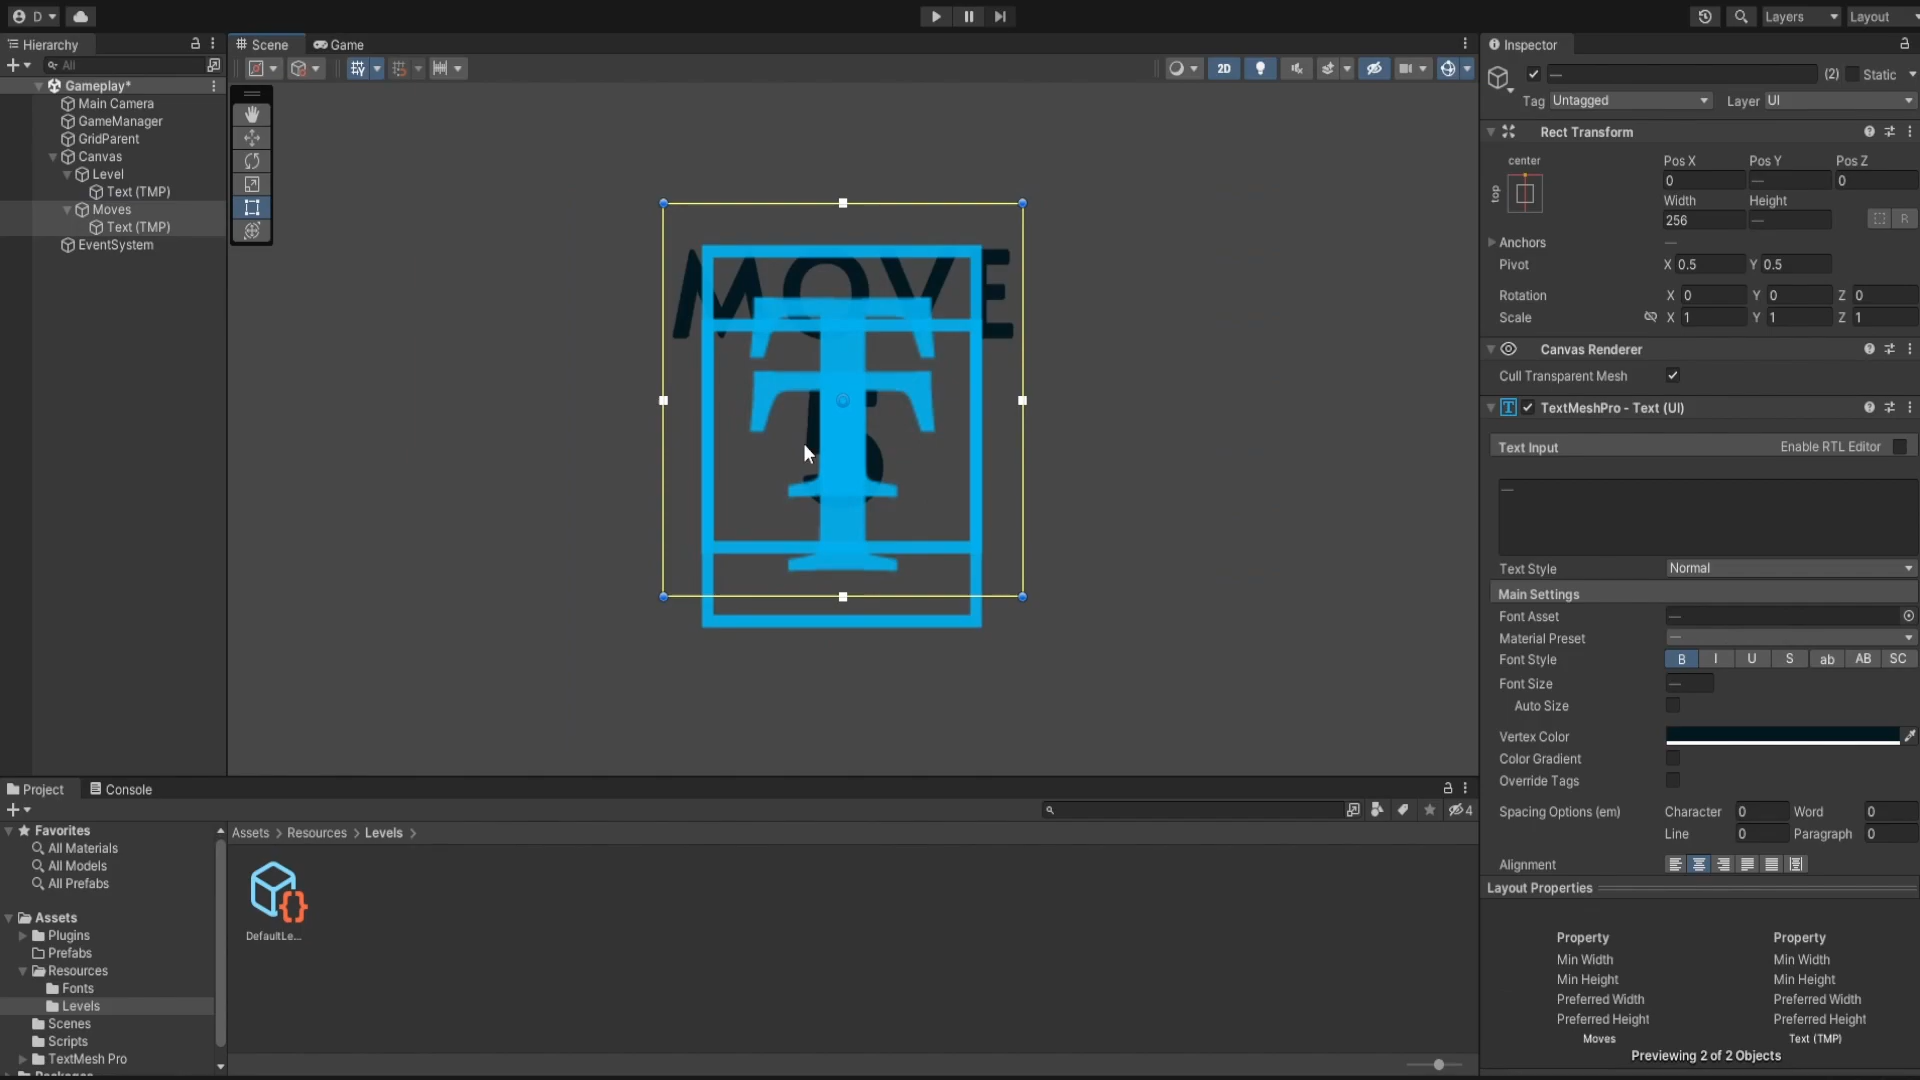 D
Layers
Layout
Hierarchy
Scene
Game
Inspector
All
2D
(2)
Static
Tag
Untagged
Layer
UI
Gameplay*
Main Camera
GameManager
GridParent
Canvas
Level
Text (TMP)
Moves
Text (TMP)
EventSystem
MOVE
5
Rect Transform
center
top
Pos X
Pos Y
Pos Z
0
—
0
Width
Height
256
—
R
Anchors
—
Pivot
X 0.5
Y 0.5
Rotation
X 0
Y 0
Z 0
Scale
X 1
Y 1
Z 1
Canvas Renderer
Cull Transparent Mesh
TextMeshPro - Text (UI)
Text Input
Enable RTL Editor
—
Text Style
Normal
Main Settings
Font Asset
—
Material Preset
—
Font Style
B I U S ab AB SC
Font Size
—
Auto Size
Vertex Color
Color Gradient
Override Tags
Spacing Options (em)
Character 0
Word 0
Line 0
Paragraph 0
Alignment
Layout Properties
Property
Property
Min Width
Min Width
Min Height
Min Height
Preferred Width
Preferred Width
Preferred Height
Preferred Height
Moves
Text (TMP)
Previewing 2 of 2 Objects
Project
Console
4
Favorites
All Materials
All Models
All Prefabs
Assets
Plugins
Prefabs
Resources
Fonts
Levels
Scenes
Scripts
TextMesh Pro
Assets > Resources > Levels >
DefaultLe...